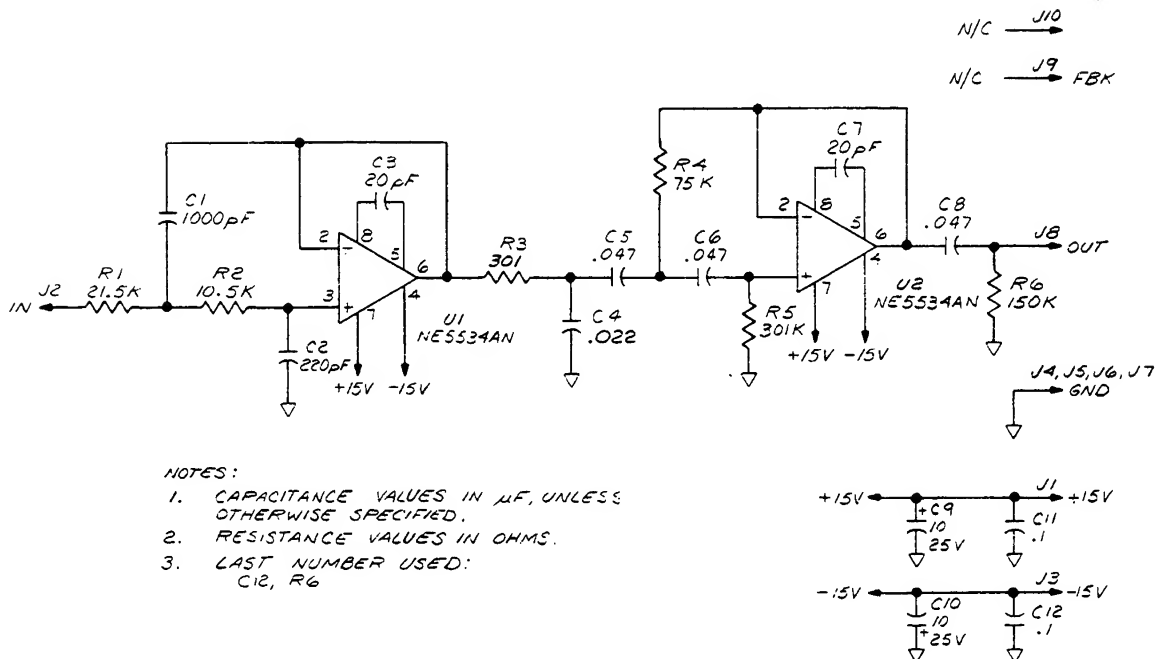 N/C J10
N/C J9 FBK
C1
1000pF
C3
20pF
2
8
5
6
3
7
4
IN J2
R1
21.5K
R2
10.5K
C2
220pF
U1
NE5534AN
+15V -15V
R3
301
C4
.022
C5
.047
C6
.047
R4
75K
R5
301K
C7
20pF
2
8
5
6
4
7
U2
NE5534AN
+15V -15V
C8
.047
J8
OUT
R6
150K
J4, J5, J6, J7
GND
NOTES:
1. CAPACITANCE VALUES IN µF, UNLESS
OTHERWISE SPECIFIED.
2. RESISTANCE VALUES IN OHMS.
3. LAST NUMBER USED:
C12, R6
+15V J1 +15V
+C9
10
25V
C11
.1
-15V J3 -15V
C10
10
+25V
C12
.1